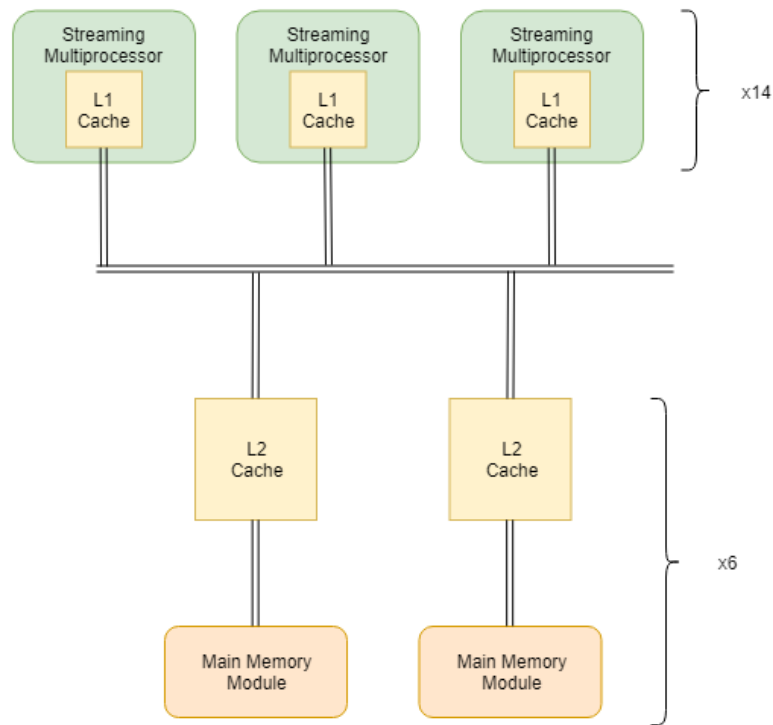 Streaming
Multiprocessor
L1
Cache
Streaming
Multiprocessor
L1
Cache
Streaming
Multiprocessor
L1
Cache
x14
L2
Cache
L2
Cache
x6
Main Memory
Module
Main Memory
Module